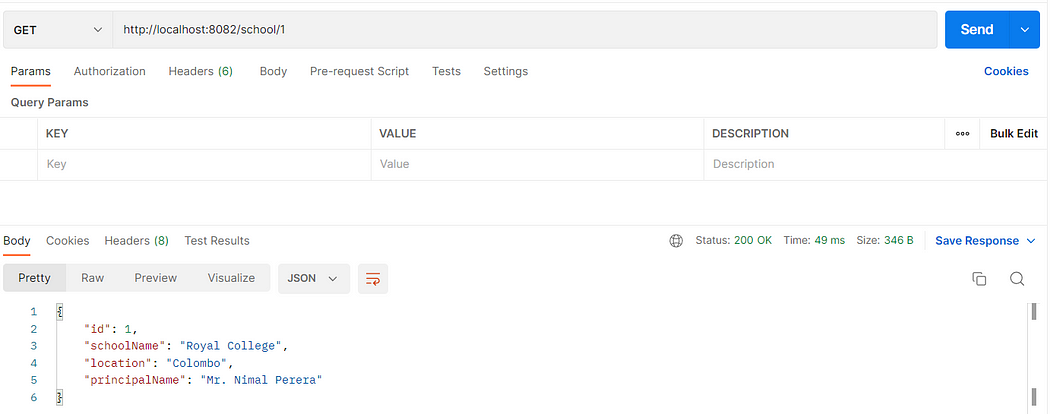 GET http://localhost:8082/school/1 Send
Params Authorization Headers (6) Body Pre-request Script Tests Settings Cookies
Query Params
KEY VALUE DESCRIPTION ooo Bulk Edit
Key Value Description
Body Cookies Headers (8) Test Results Status: 200 OK Time: 49 ms Size: 346 B Save Response
Pretty Raw Preview Visualize JSON
1 {
2 "id": 1,
3 "schoolName": "Royal College",
4 "location": "Colombo",
5 "principalName": "Mr. Nimal Perera"
6 }